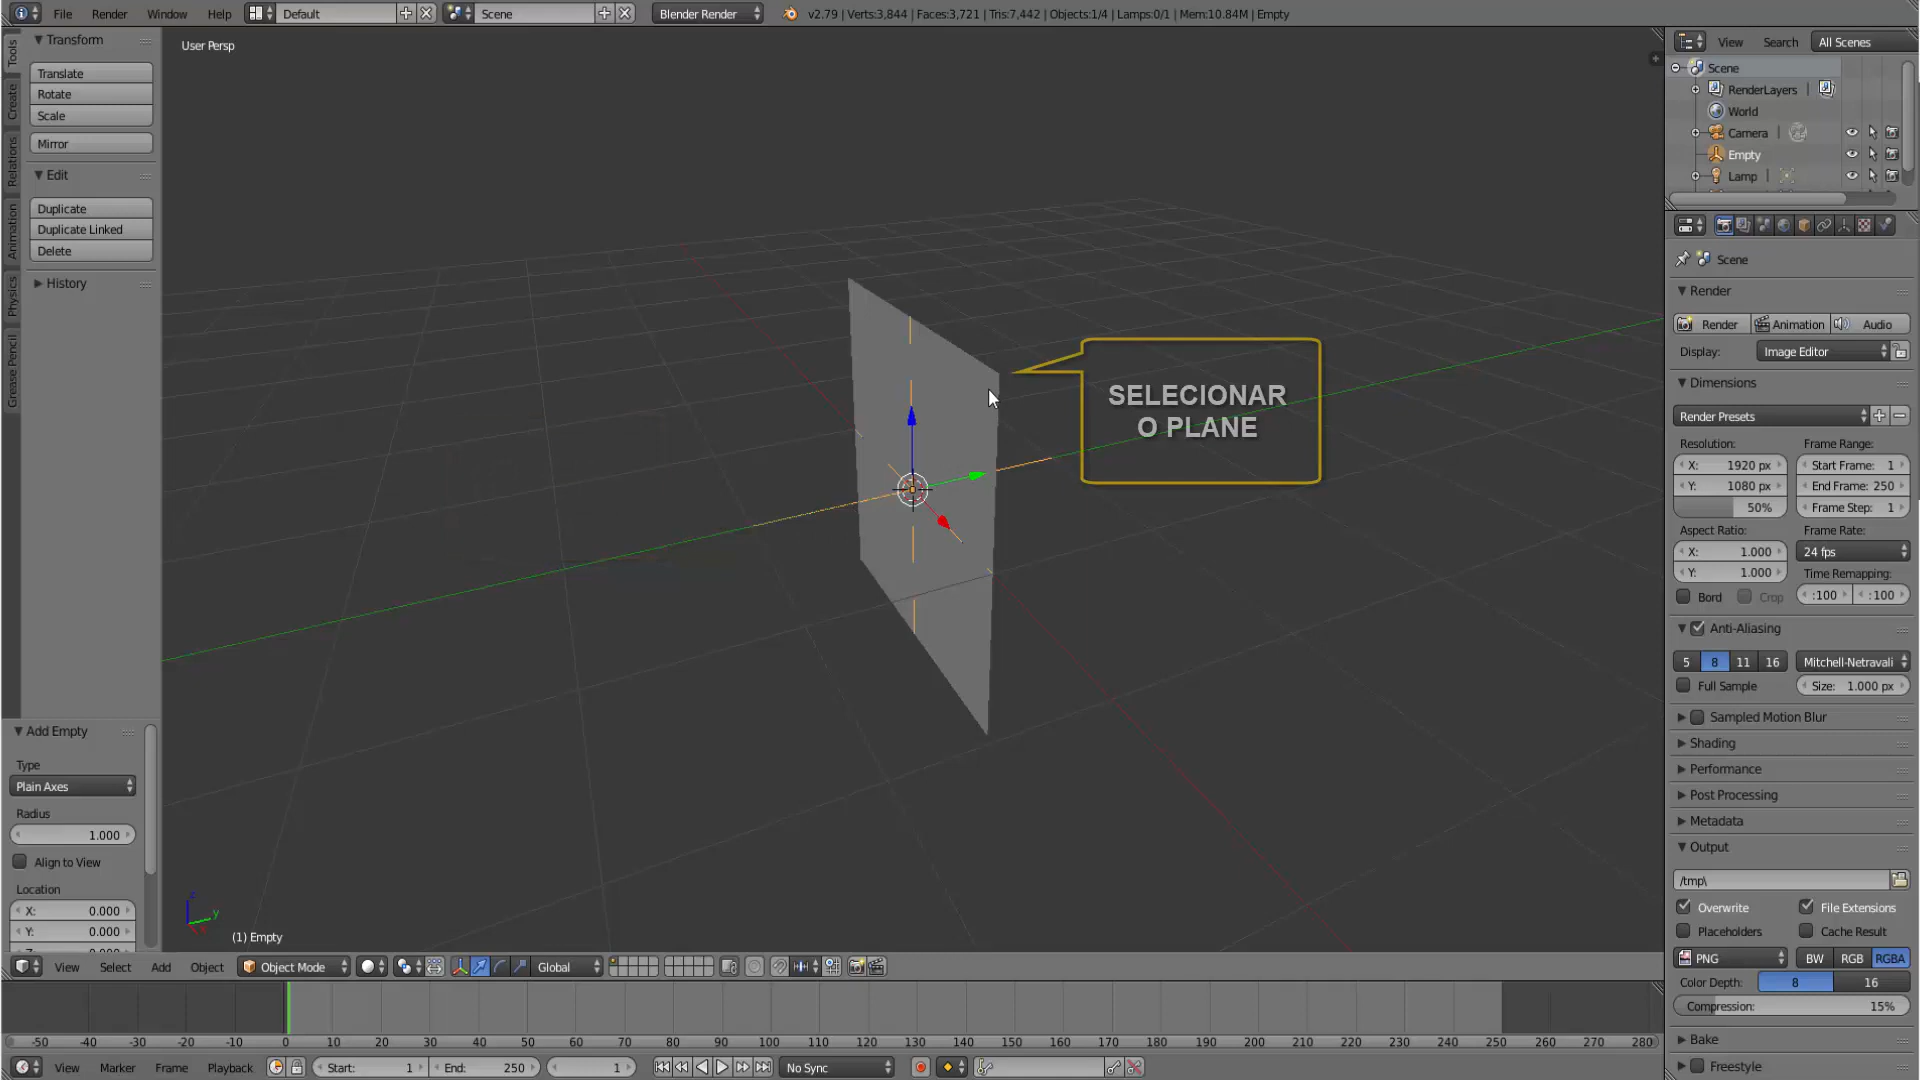 File Render Window Help Default Scene Blender Render v2.79 | Verts:3,844 | Faces:3,721 | Tris:7,442 | Objects:1/4 | Lamps:0/1 | Mem:10.84M | Empty
Tools
Create
Relations
Animation
Physics
Grease Pencil
Transform
Translate
Rotate
Scale
Mirror
Edit
Duplicate
Duplicate Linked
Delete
History
Add Empty
Type
Plain Axes
Radius
1.000
Align to View
Location
X: 0.000
Y: 0.000
User Persp
SELECIONAR
O PLANE
z
y
x
(1) Empty
View Select Add Object Object Mode Global
-50 -40 -30 -20 -10 0 10 20 30 40 50 60 70 80 90 100 110 120 130 140 150 160 170 180 190 200 210 220 230 240 250 260 270 280
View Marker Frame Playback Start: 1 End: 250 1 No Sync
View Search All Scenes
Scene
RenderLayers |
World
Camera |
Empty
Lamp |
Scene
Render
Render Animation Audio
Display: Image Editor
Dimensions
Render Presets
Resolution: Frame Range:
X: 1920 px Start Frame: 1
Y: 1080 px End Frame: 250
50% Frame Step: 1
Aspect Ratio: Frame Rate:
X: 1.000 24 fps
Y: 1.000 Time Remapping:
Bord Crop :100 :100
Anti-Aliasing
5 8 11 16 Mitchell-Netravali
Full Sample Size: 1.000 px
Sampled Motion Blur
Shading
Performance
Post Processing
Metadata
Output
/tmp\
Overwrite File Extensions
Placeholders Cache Result
PNG BW RGB RGBA
Color Depth: 8 16
Compression: 15%
Bake
Freestyle